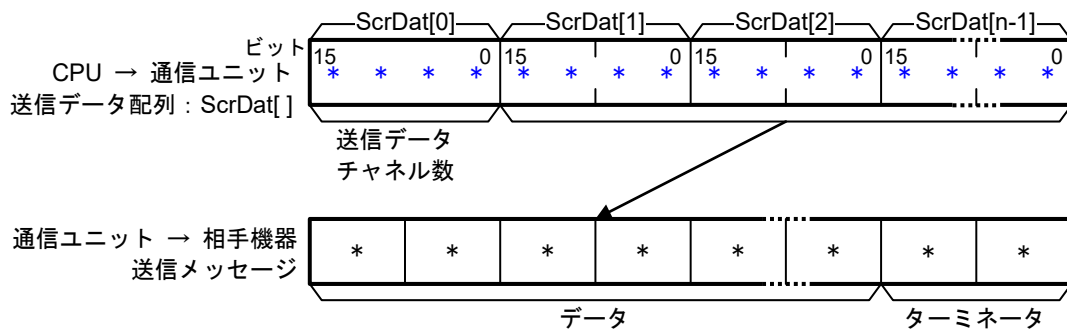 ScrDat[0] ScrDat[1] ScrDat[2] ScrDat[n-1]
ビット 15 0 15 0 15 0 15 0
CPU → 通信ユニット * * * * * * * * * * * * * * * *
送信データ配列：ScrDat[ ]
送信データ
チャネル数
通信ユニット → 相手機器 * * * * * * * *
送信メッセージ
データ ターミネータ